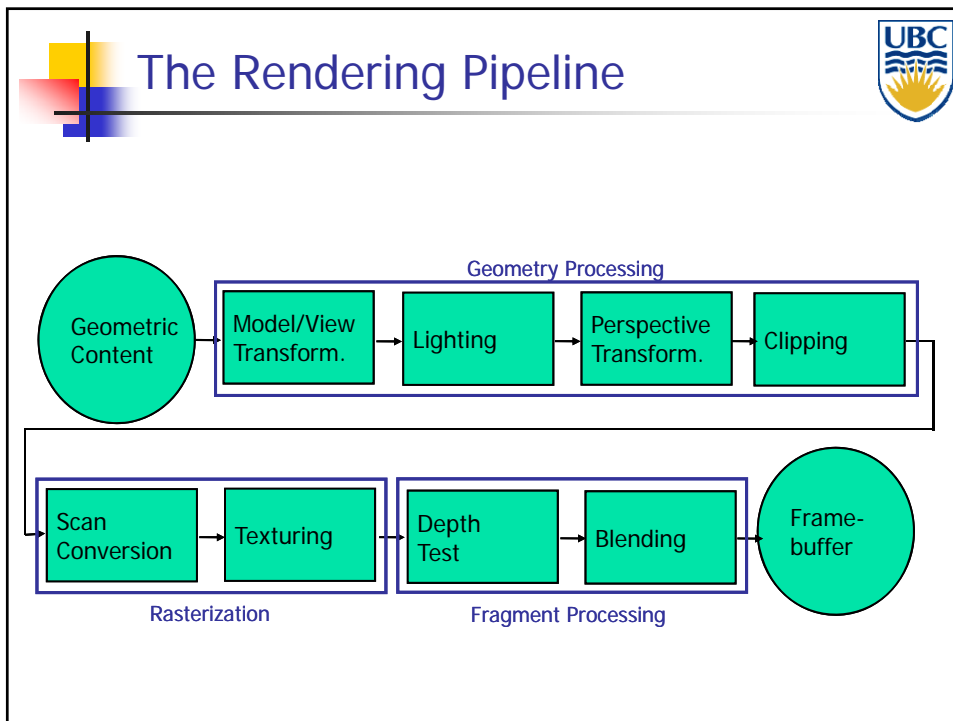 The Rendering Pipeline
UBC
Geometry Processing
Geometric
Content
Model/View
Transform.
Lighting
Perspective
Transform.
Clipping
Scan
Conversion
Texturing
Depth
Test
Blending
Frame-
buffer
Rasterization
Fragment Processing